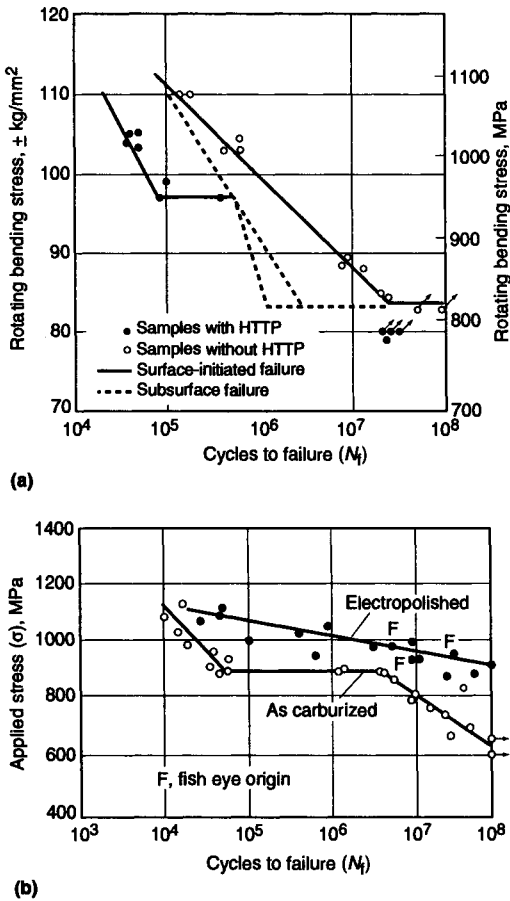 120
110
100
90
80
70
Rotating bending stress, ± kg/mm²
1100
1000
900
800
700
Rotating bending stress, MPa
Samples with HTTP
Samples without HTTP
Surface-initiated failure
Subsurface failure
10⁴ 10⁵ 10⁶ 10⁷ 10⁸
Cycles to failure (Nf)
(a)
1400
1200
1000
800
600
400
Applied stress (σ), MPa
Electropolished
F F
F
As carburized
F, fish eye origin
10³ 10⁴ 10⁵ 10⁶ 10⁷ 10⁸
Cycles to failure (Nf)
(b)